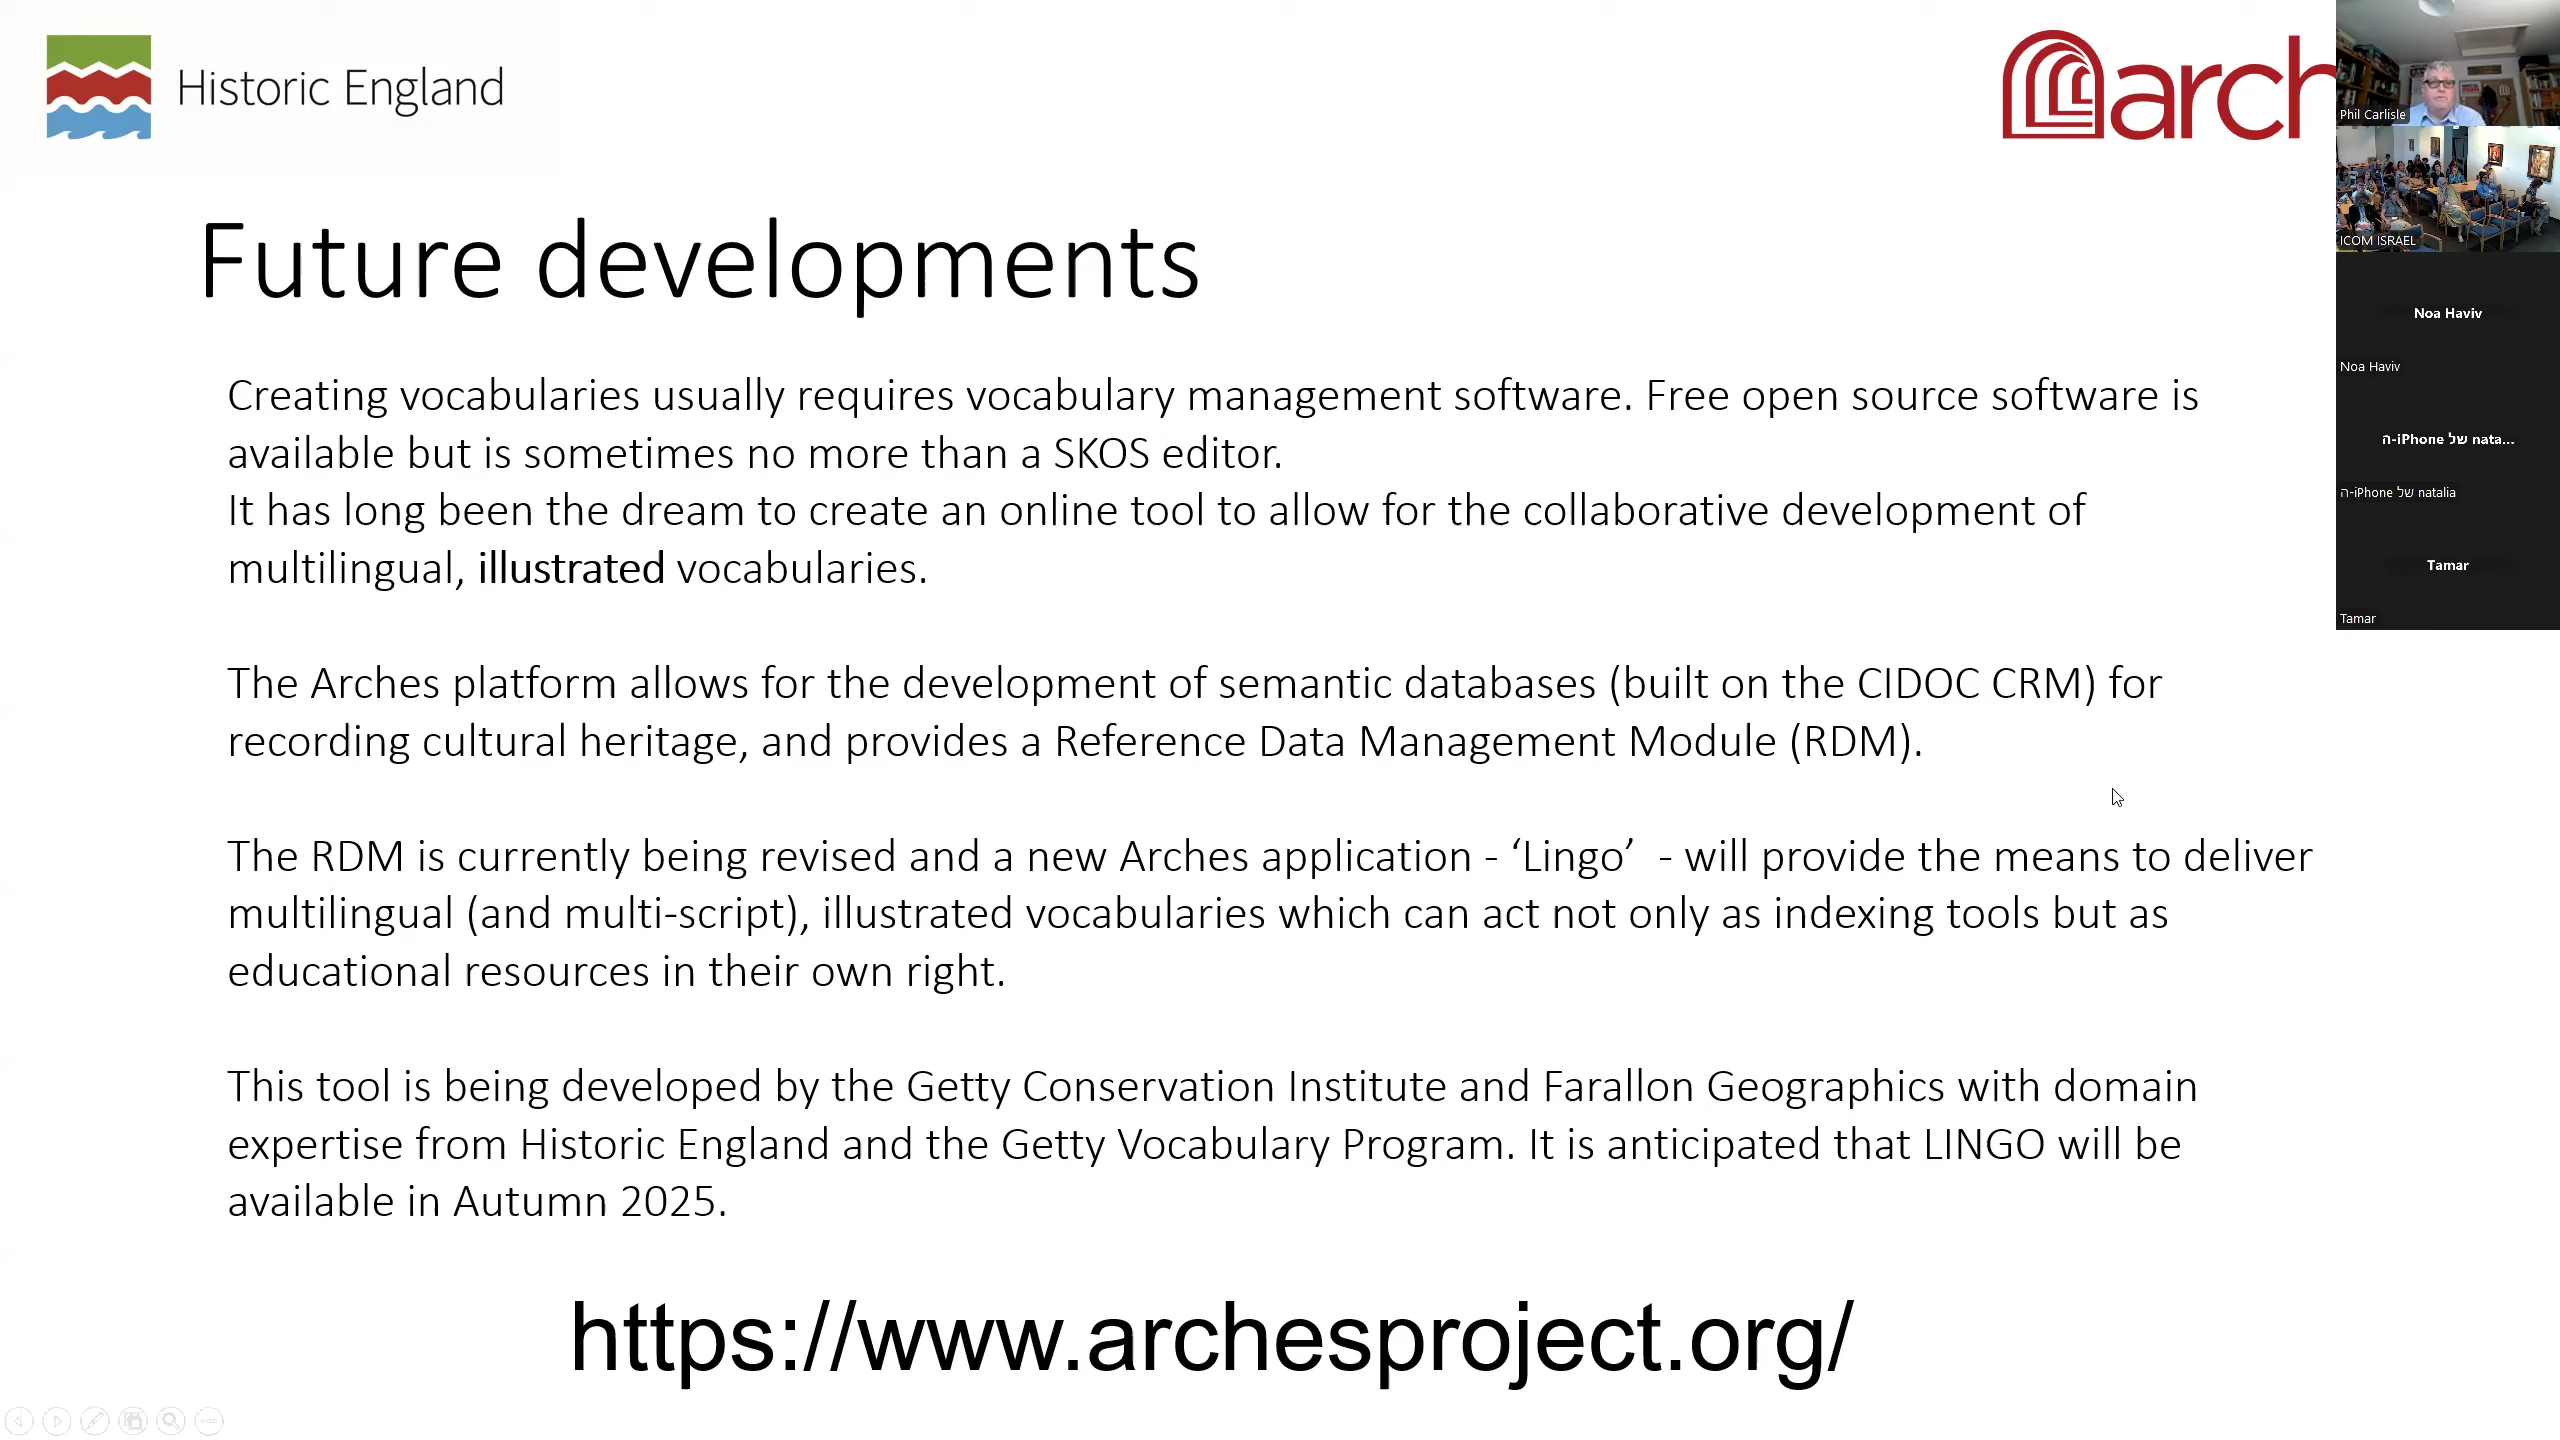 Historic England
arch
Future developments
Creating vocabularies usually requires vocabulary management software. Free open source software is
available but is sometimes no more than a SKOS editor.
It has long been the dream to create an online tool to allow for the collaborative development of
multilingual, illustrated vocabularies.
The Arches platform allows for the development of semantic databases (built on the CIDOC CRM) for
recording cultural heritage, and provides a Reference Data Management Module (RDM).
The RDM is currently being revised and a new Arches application - ‘Lingo’  - will provide the means to deliver
multilingual (and multi-script), illustrated vocabularies which can act not only as indexing tools but as
educational resources in their own right.
This tool is being developed by the Getty Conservation Institute and Farallon Geographics with domain
expertise from Historic England and the Getty Vocabulary Program. It is anticipated that LINGO will be
available in Autumn 2025.
https://www.archesproject.org/
Phil Carlisle
ICOM ISRAEL
Noa Haviv
Noa Haviv
ה-iPhone של nata...
ה-iPhone של natalia
Tamar
Tamar